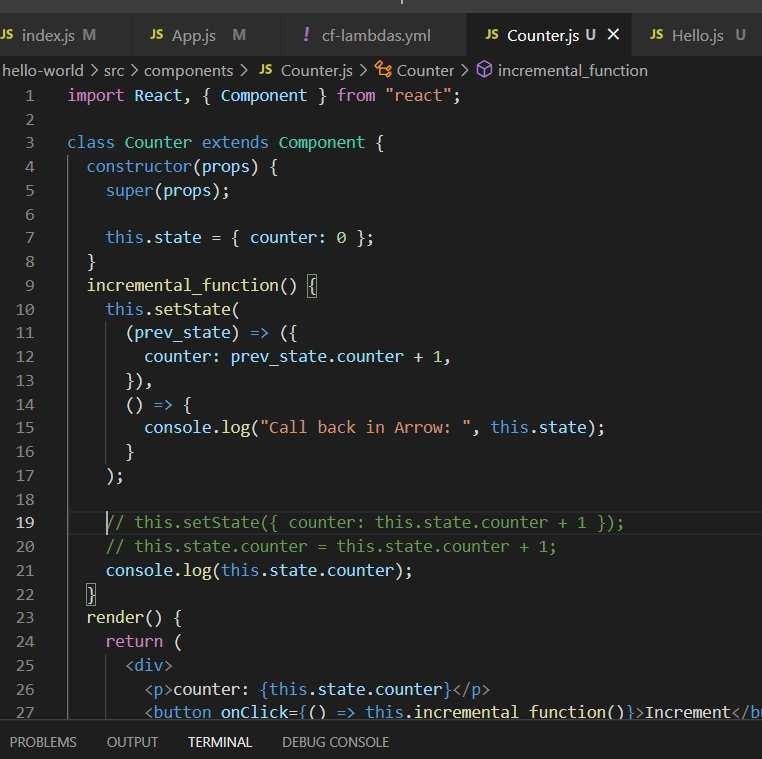 JS index.js M JS App.js M ! cf-lambdas.yml JS Counter.js U × JS Hello.js U
hello-world > src > components > JS Counter.js > Counter > incremental_function
1 import React, { Component } from "react";
2
3 class Counter extends Component {
4 constructor(props) {
5 super(props);
6
7 this.state = { counter: 0 };
8 }
9 incremental_function() {
10 this.setState(
11 (prev_state) => ({
12 counter: prev_state.counter + 1,
13 }),
14 () => {
15 console.log("Call back in Arrow: ", this.state);
16 }
17 );
18
19 // this.setState({ counter: this.state.counter + 1 });
20 // this.state.counter = this.state.counter + 1;
21 console.log(this.state.counter);
22 }
23 render() {
24 return (
25 <div>
26 <p>counter: {this.state.counter}</p>
27 <button onClick={() => this.incremental_function()}>Increment</bu
PROBLEMS OUTPUT TERMINAL DEBUG CONSOLE